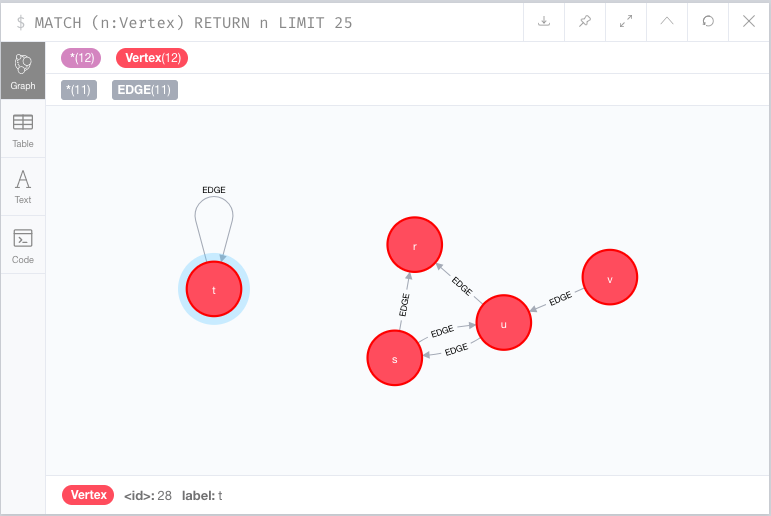 $ MATCH (n:Vertex) RETURN n LIMIT 25
*(12) Vertex(12)
*(11) EDGE(11)
Graph
Table
Text
Code
EDGE
t
r
EDGE
EDGE
v
EDGE
u
EDGE
EDGE
s
Vertex <id>: 28 label: t